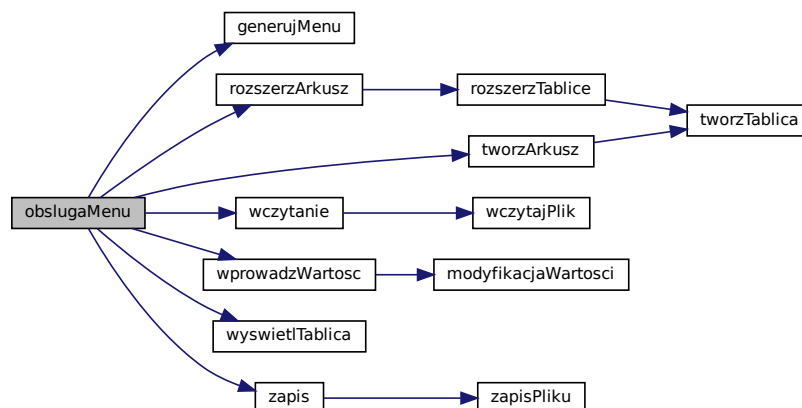 generujMenu
rozszerzArkusz
rozszerzTablice
tworzTablica
tworzArkusz
obslugaMenu
wczytanie
wczytajPlik
wprowadzWartosc
modyfikacjaWartosci
wyswietlTablica
zapis
zapisPliku